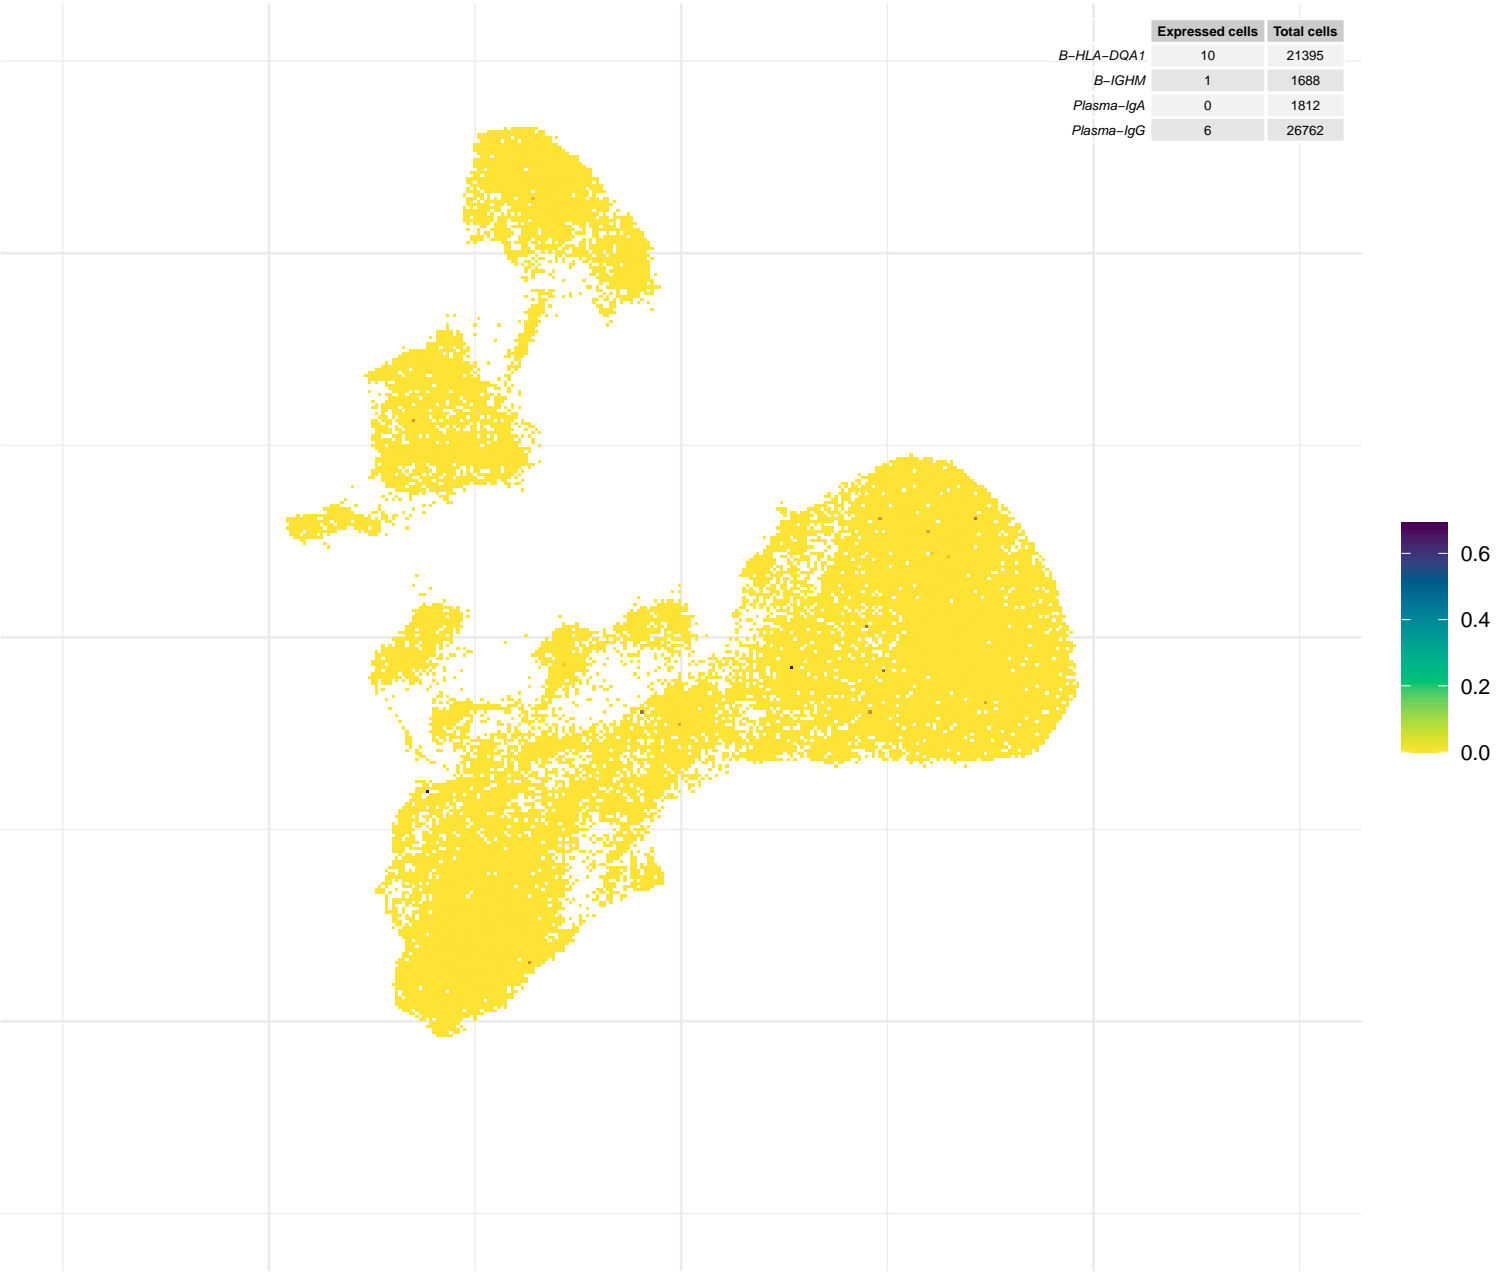 Expressed cells Total cells
B−HLA−DQA1 10 21395
B−IGHM 1 1688
Plasma−IgA 0 1812
Plasma−IgG 6 26762
0.6
0.4
0.2
0.0